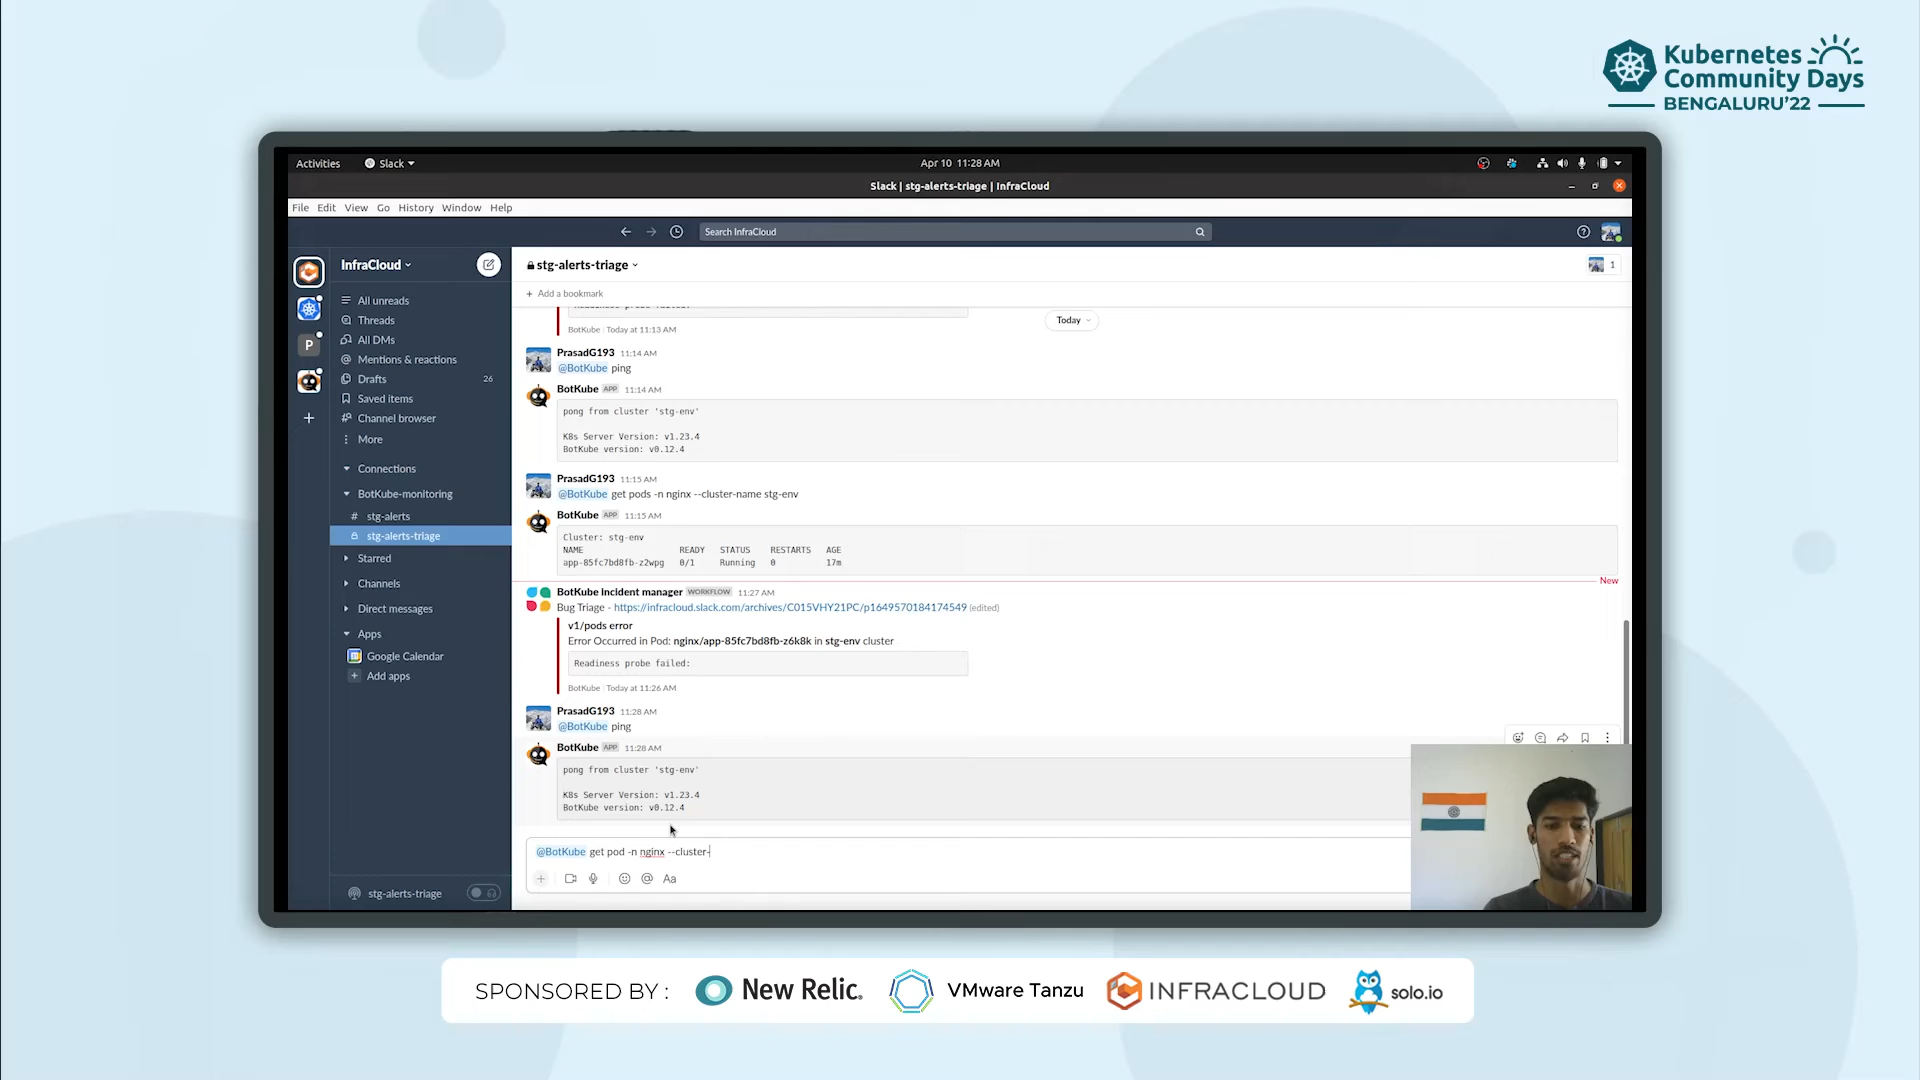 Kubernetes
Community Days
BENGALURU'22
Activities
Slack
Apr 10 11:28 AM
Slack | stg-alerts-triage | InfraCloud
File Edit View Go History Window Help
Search InfraCloud
InfraCloud
All unreads
Threads
All DMs
Mentions & reactions
Drafts 26
Saved items
Channel browser
More
Connections
BotKube-monitoring
# stg-alerts
stg-alerts-triage
Starred
Channels
Direct messages
Apps
Google Calendar
+ Add apps
stg-alerts-triage
P
stg-alerts-triage
1
+ Add a bookmark
Today
BotKube | Today at 11:13 AM
PrasadG193 11:14 AM
@BotKube ping
BotKube APP 11:14 AM
pong from cluster 'stg-env'
K8s Server Version: v1.23.4
BotKube version: v0.12.4
PrasadG193 11:15 AM
@BotKube get pods -n nginx --cluster-name stg-env
BotKube APP 11:15 AM
Cluster: stg-env
NAME READY STATUS RESTARTS AGE
app-85fc7bd8fb-z2wpg 0/1 Running 0 17m
New
BotKube incident manager WORKFLOW 11:27 AM
Bug Triage - https://infracloud.slack.com/archives/C015VHY21PC/p1649570184174549 (edited)
v1/pods error
Error Occurred in Pod: nginx/app-85fc7bd8fb-z6k8k in stg-env cluster
Readiness probe failed:
BotKube | Today at 11:26 AM
PrasadG193 11:28 AM
@BotKube ping
BotKube APP 11:28 AM
pong from cluster 'stg-env'
K8s Server Version: v1.23.4
BotKube version: v0.12.4
@BotKube get pod -n nginx --cluster-
Aa
SPONSORED BY :
New Relic.
VMware Tanzu
INFRACLOUD
solo.io